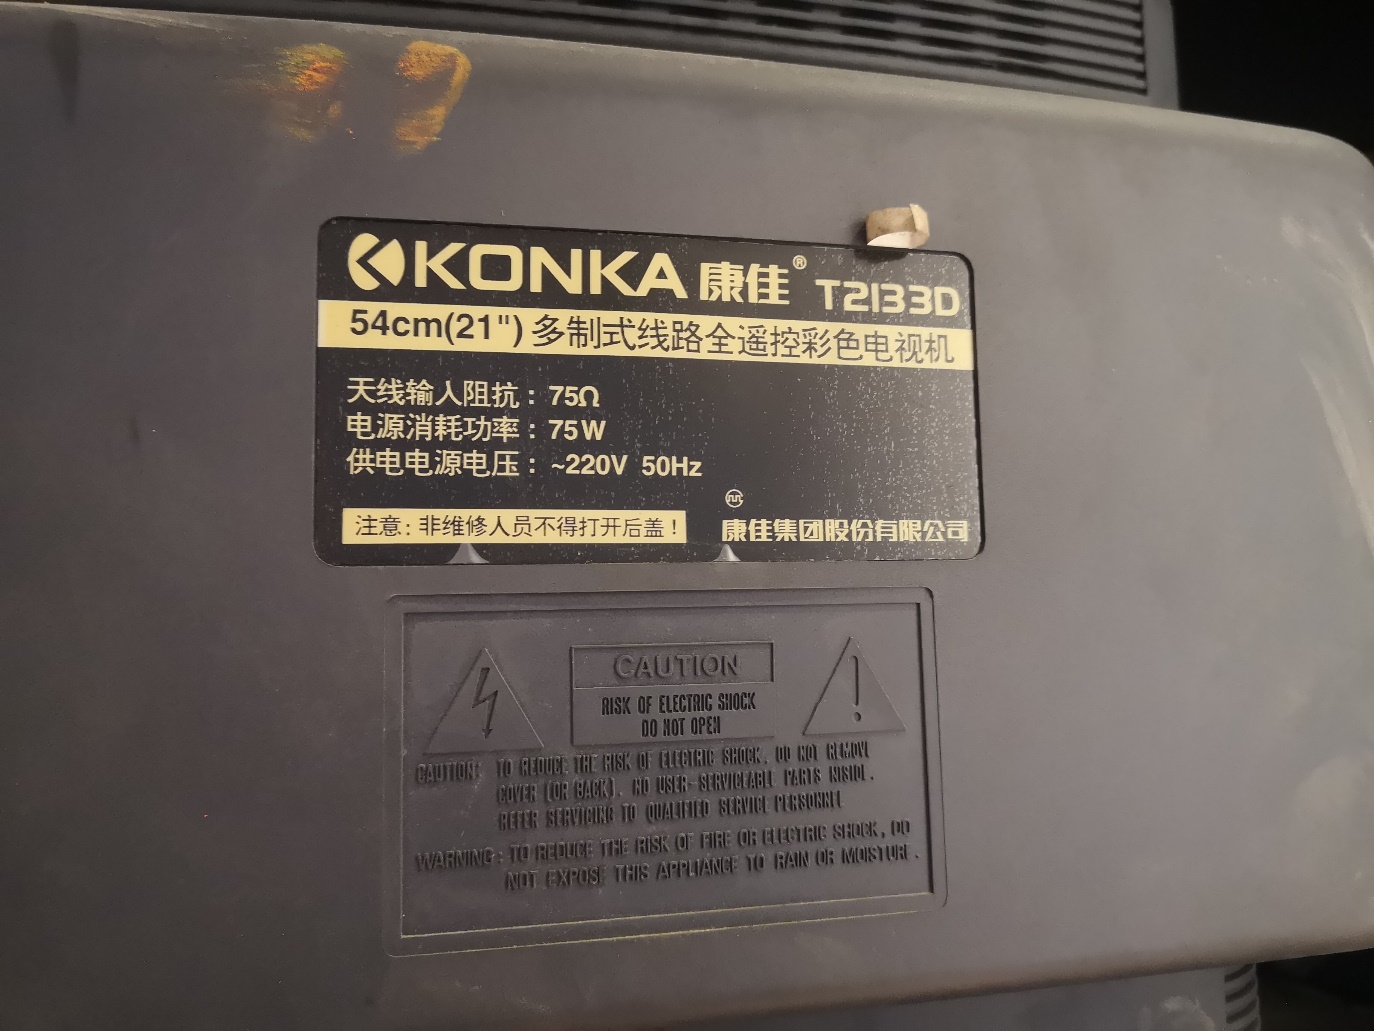 KONKA 康佳® T2133D
54cm(21") 多制式线路全遥控彩色电视机
天线输入阻抗：75Ω
电源消耗功率：75W
供电电源电压：~220V 50Hz
注意：非维修人员不得打开后盖！
康佳集团股份有限公司
CAUTION
RISK OF ELECTRIC SHOCK
DO NOT OPEN
CAUTION: TO REDUCE THE RISK OF ELECTRIC SHOCK, DO NOT REMOVE
COVER (OR BACK). NO USER-SERVICEABLE PARTS
REFER SERVICING TO QUALIFIED SERVICE PERSONNEL
WARNING: TO REDUCE THE RISK OF FIRE OR ELECTRIC SHOCK, DO
NOT EXPOSE THIS APPLIANCE TO RAIN OR MOISTURE.